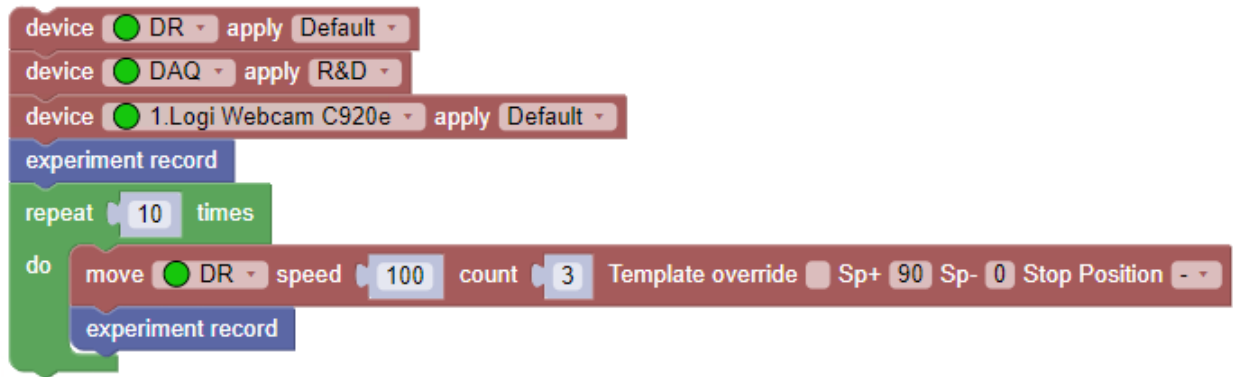 device DR apply Default
device DAQ apply R&D
device 1.Logi Webcam C920e apply Default
experiment record
repeat 10 times
do move DR speed 100 count 3 Template override Sp+ 90 Sp- 0 Stop Position -
experiment record